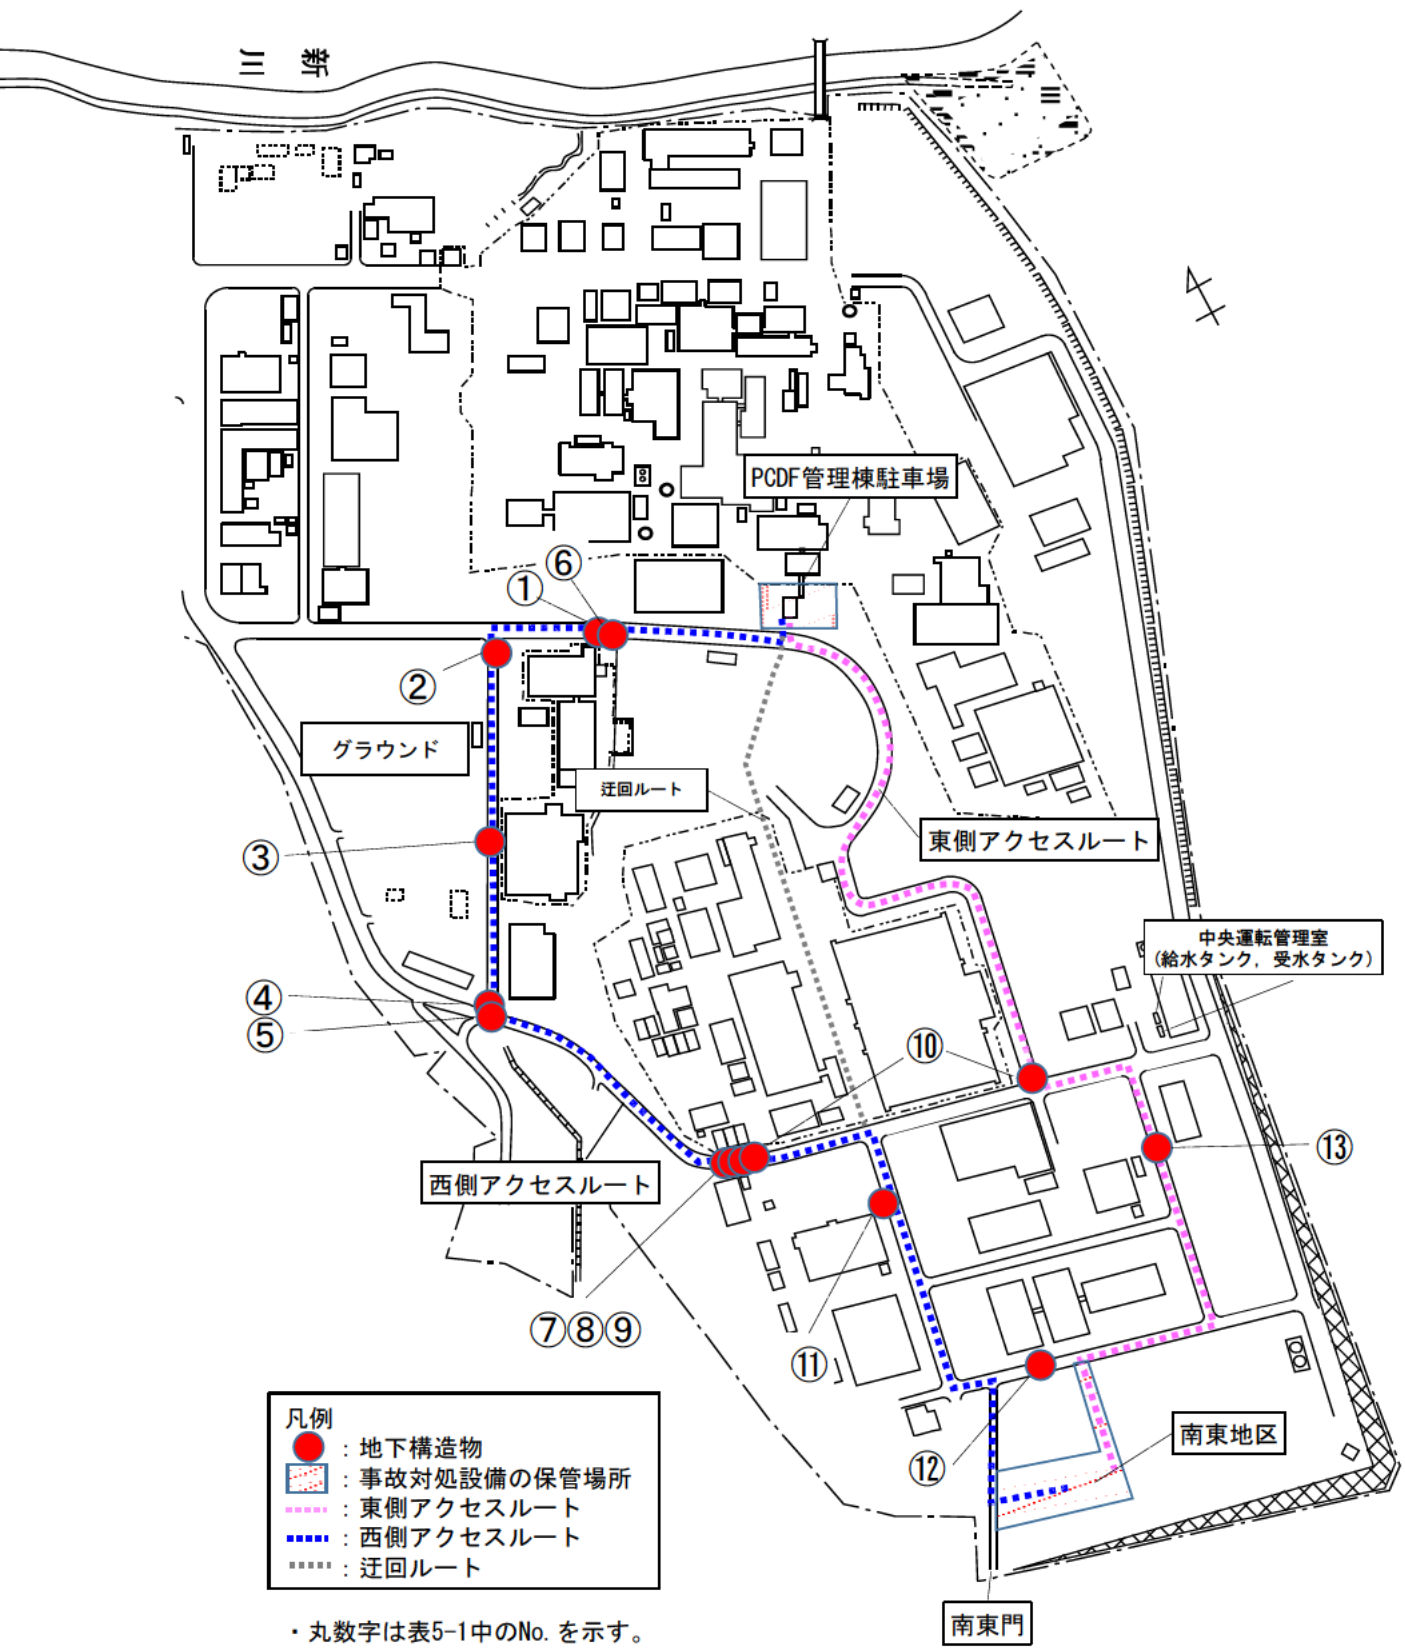 新川
⑥
①
PCDF管理棟駐車場
②
グラウンド
迂回ルート
東側アクセスルート
③
中央運転管理室
(給水タンク, 受水タンク)
④
⑤
⑩
⑬
西側アクセスルート
⑦⑧⑨
⑪
⑫
南東地区
凡例
：地下構造物
：事故対処設備の保管場所
：東側アクセスルート
：西側アクセスルート
：迂回ルート
南東門
・丸数字は表5-1中のNo. を示す。